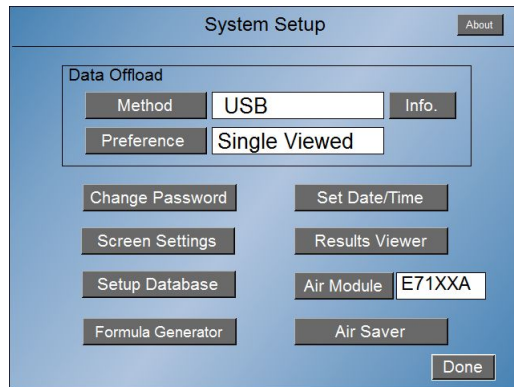 System Setup
About
Data Offload
Method USB Info.
Preference Single Viewed
Change Password Set Date/Time
Screen Settings Results Viewer
Setup Database Air Module E71XXA
Formula Generator Air Saver
Done